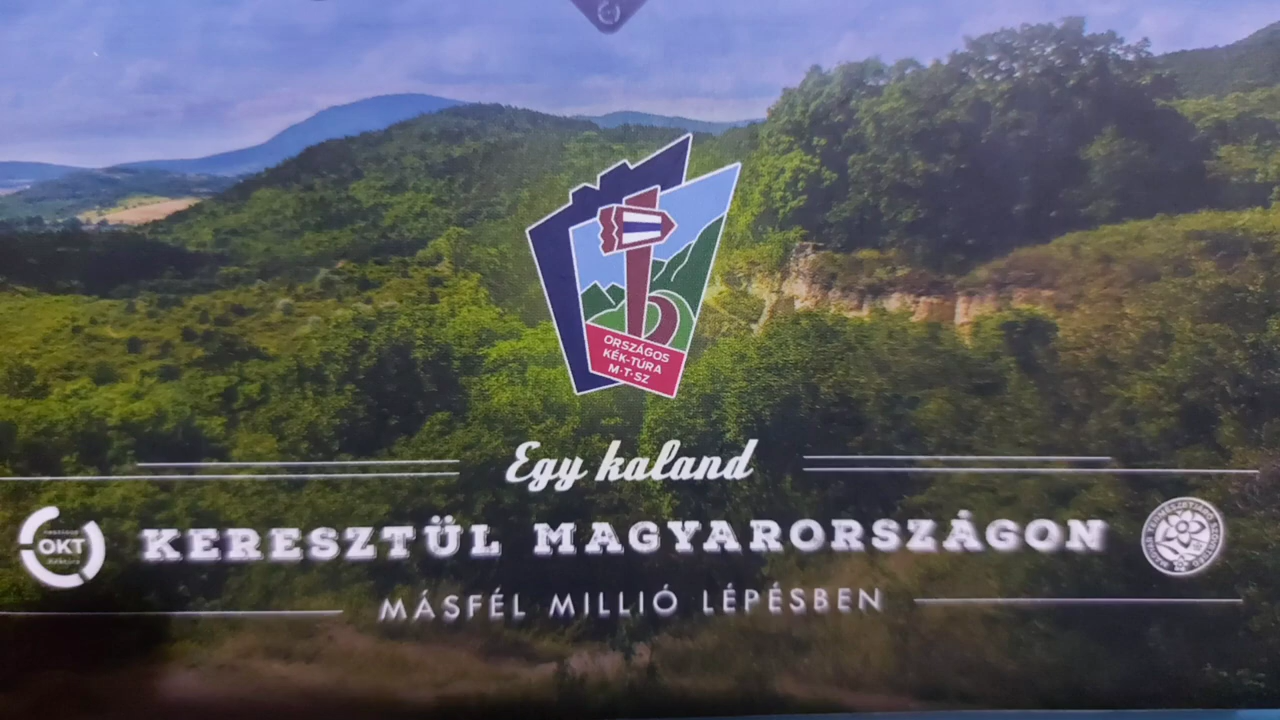 ORSZÁGOS
KÉK-TÚRA
M·T·SZ
Egy kaland
OKT
KERESZTÜL MAGYARORSZÁGON
MÁSFÉL MILLIÓ LÉPÉSBEN